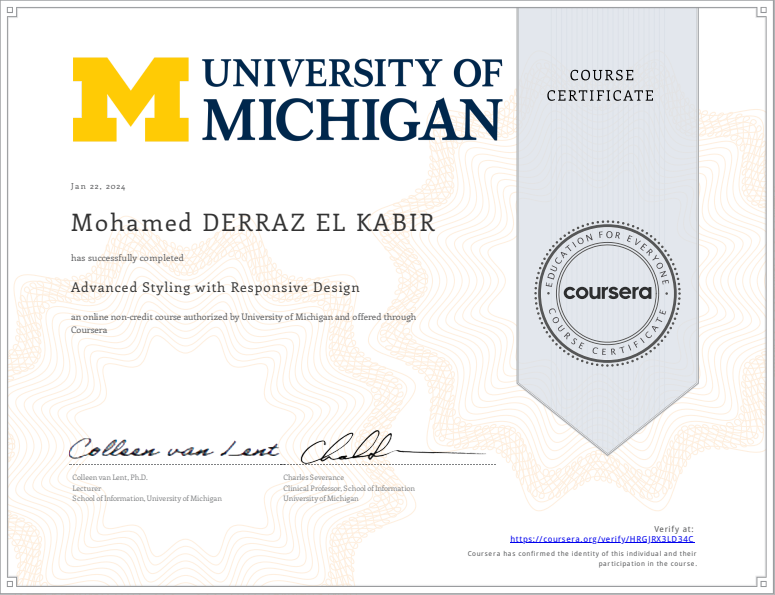 UNIVERSITY OF
MICHIGAN
COURSE
CERTIFICATE
Jan 22, 2024
Mohamed DERRAZ EL KABIR
has successfully completed
Advanced Styling with Responsive Design
an online non-credit course authorized by University of Michigan and offered through
Coursera
EDUCATION FOR EVERYONE
coursera
COURSE CERTIFICATE
Colleen van Lent
Colleen van Lent, Ph.D.
Lecturer
School of Information, University of Michigan
Charles Severance
Clinical Professor, School of Information
University of Michigan
Verify at:
https://coursera.org/verify/HRGJRX3LD34C
Coursera has confirmed the identity of this individual and their
participation in the course.